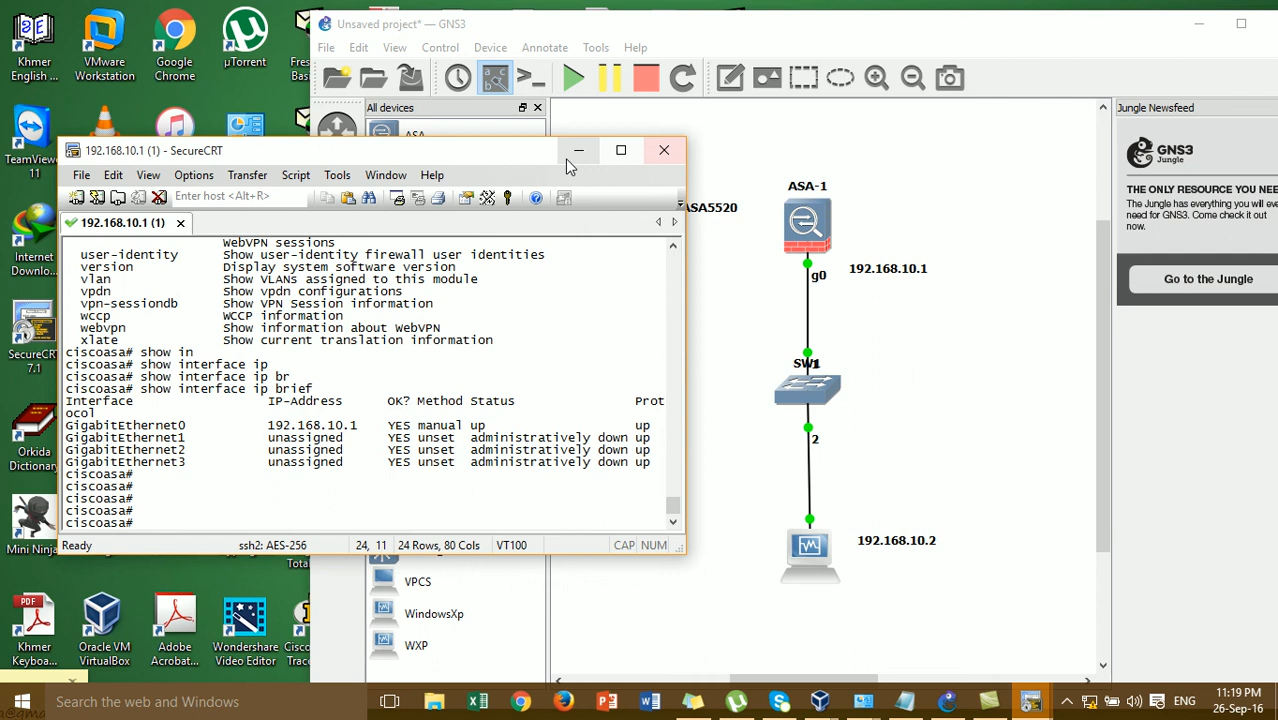 Khmer
English ...
VMware
Workstation
Google
Chrome
µTorrent
TeamViewer
11
Internet
Downlo...
SecureCRT
7.1
Orkida
Dictionary
Mini Ninja
Khmer
Keyboa...
Oracle VM
VirtualBox
Adobe
Acrobat...
Wondershare
Video Editor
Unsaved project* — GNS3
File Edit View Control Device Annotate Tools Help
All devices
ASA
VPCS
WindowsXp
WXP
192.168.10.1 (1) - SecureCRT
File Edit View Options Transfer Script Tools Window Help
Enter host <Alt+R>
192.168.10.1 (1)
WebVPN sessions
user-identity Show user-identity firewall user identities
version Display system software version
vlan Show VLANs assigned to this module
vpdn Show vpdn configurations
vpn-sessiondb Show VPN Session information
wccp WCCP information
webvpn Show information about WebVPN
xlate Show current translation information
ciscoasa# show in
ciscoasa# show interface ip
ciscoasa# show interface ip br
ciscoasa# show interface ip brief
Interface IP-Address OK? Method Status Prot
ocol
GigabitEthernet0 192.168.10.1 YES manual up up
GigabitEthernet1 unassigned YES unset administratively down up
GigabitEthernet2 unassigned YES unset administratively down up
GigabitEthernet3 unassigned YES unset administratively down up
ciscoasa#
ciscoasa#
ciscoasa#
ciscoasa#
ciscoasa#
Ready ssh2: AES-256 24, 11 24 Rows, 80 Cols VT100 CAP NUM
ASA5520
ASA-1
g0
192.168.10.1
SW1
2
192.168.10.2
Jungle Newsfeed
GNS3
Jungle
THE ONLY RESOURCE YOU NEE
The Jungle has everything you will eve
need for GNS3. Come check it out
now.
Go to the Jungle
Search the web and Windows
ENG
11:19 PM
26-Sep-16